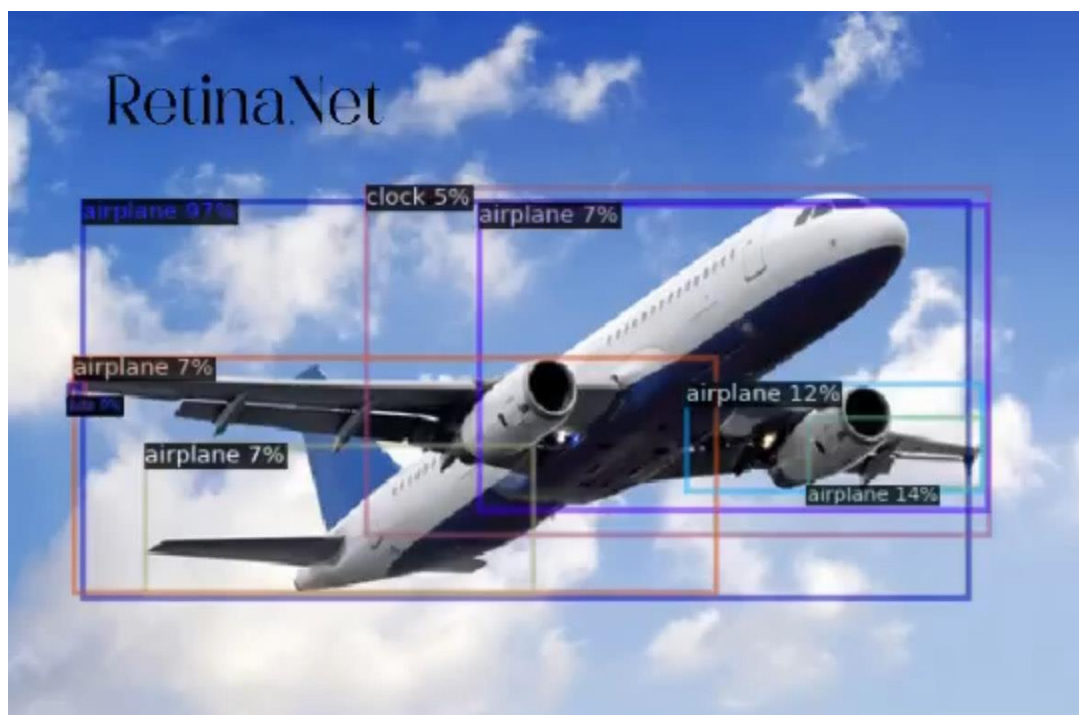 RetinaNet
clock 5%
airplane 97%
airplane 7%
airplane 7%
airplane 12%
airplane 7%
airplane 14%